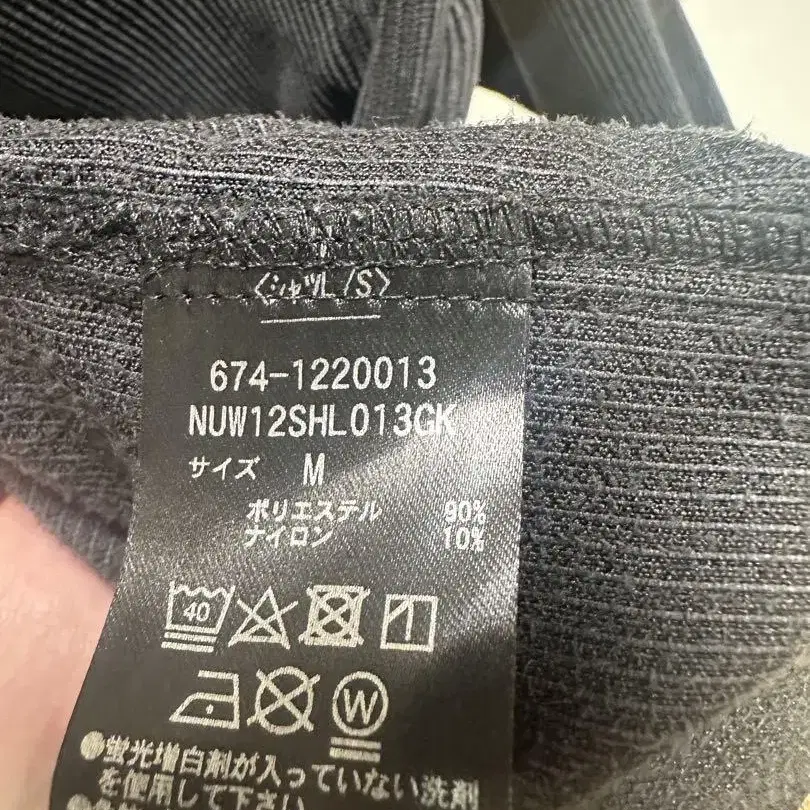 〈シャツL/S〉
674-1220013
NUW12SHL013GK
サイズ M
ポリエステル 90%
ナイロン 10%
40
W
●蛍光増白剤が入っていない洗剤
を使用して下さい